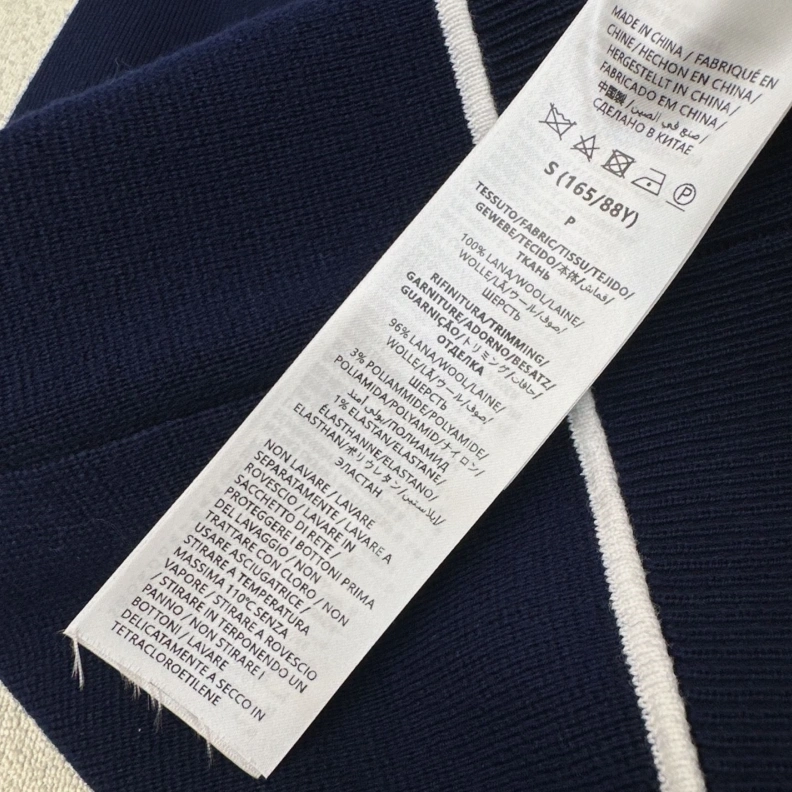 MADE IN CHINA / FABRIQUÉ EN
CHINE / HECHO EN CHINA /
HERGESTELLT IN CHINA /
FABRICADO EM CHINA /
中国製 / صنع في الصين /
СДЕЛАНО В КИТАЕ
P
S (165/88Y)
P
TESSUTO/FABRIC/TISSU/TEJIDO/
GEWEBE/TECIDO/本体/قماش/
ТКАНЬ
100% LANA/WOOL/LAINE/
WOLLE/LÃ/ウール/صوف/
ШЕРСТЬ
RIFINITURA/TRIMMING/
GARNITURE/ADORNO/BESATZ/
GUARNIÇÃO/トリミング/حافات/
ОТДЕЛКА
96% LANA/WOOL/LAINE/
WOLLE/LÃ/ウール/صوف/
ШЕРСТЬ
3% POLIAMMIDE/POLYAMIDE/
POLIAMIDA/POLYAMID/ナイロン/
بولي أميد/ПОЛИАМИД
1% ELASTAN/ELASTANE/
ÉLASTHANNE/ELASTANO/
ELASTHAN/ポリウレタン/إيلاستين/
ЭЛАСТАН
NON LAVARE / LAVARE
SEPARATAMENTE / LAVARE A
ROVESCIO / LAVARE IN
SACCHETTO DI RETE /
PROTEGGERE I BOTTONI PRIMA
DEL LAVAGGIO / NON
TRATTARE CON CLORO / NON
USARE ASCIUGATRICE /
STIRARE A TEMPERATURA
MASSIMA 110°C SENZA
VAPORE / STIRARE A ROVESCIO
/ STIRARE IN TERPONENDO UN
PANNO / NON STIRARE I
BOTTONI / LAVARE
DELICATAMENTE A SECCO IN
TETRACLOROETILENE